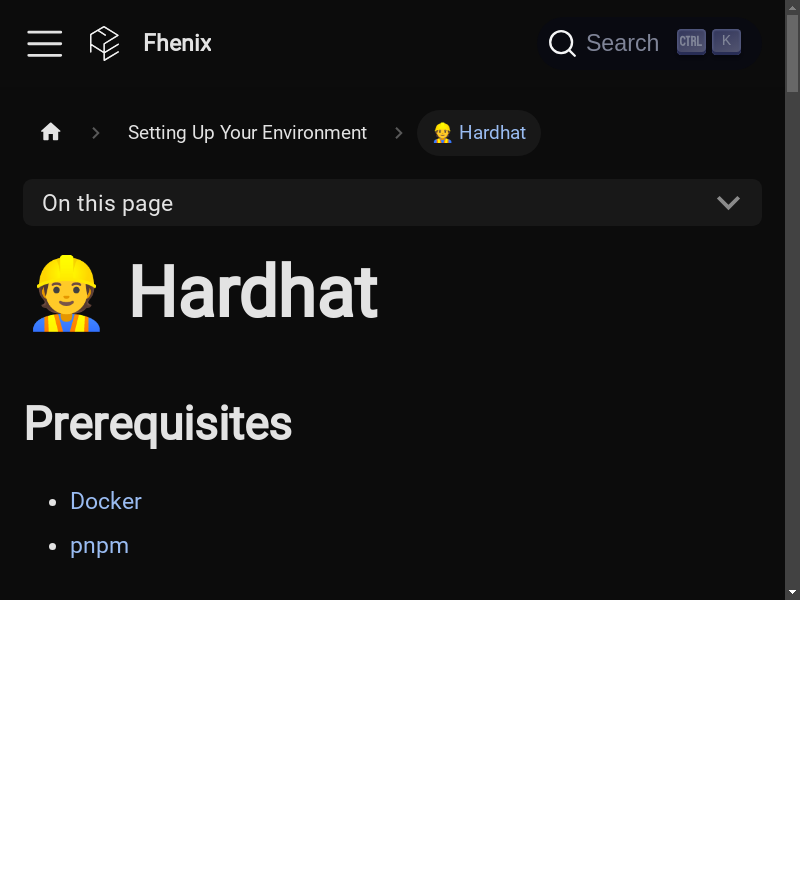 Fhenix
Search CTRL K
Setting Up Your Environment
👷 Hardhat
On this page
👷 Hardhat
Prerequisites
Docker
pnpm